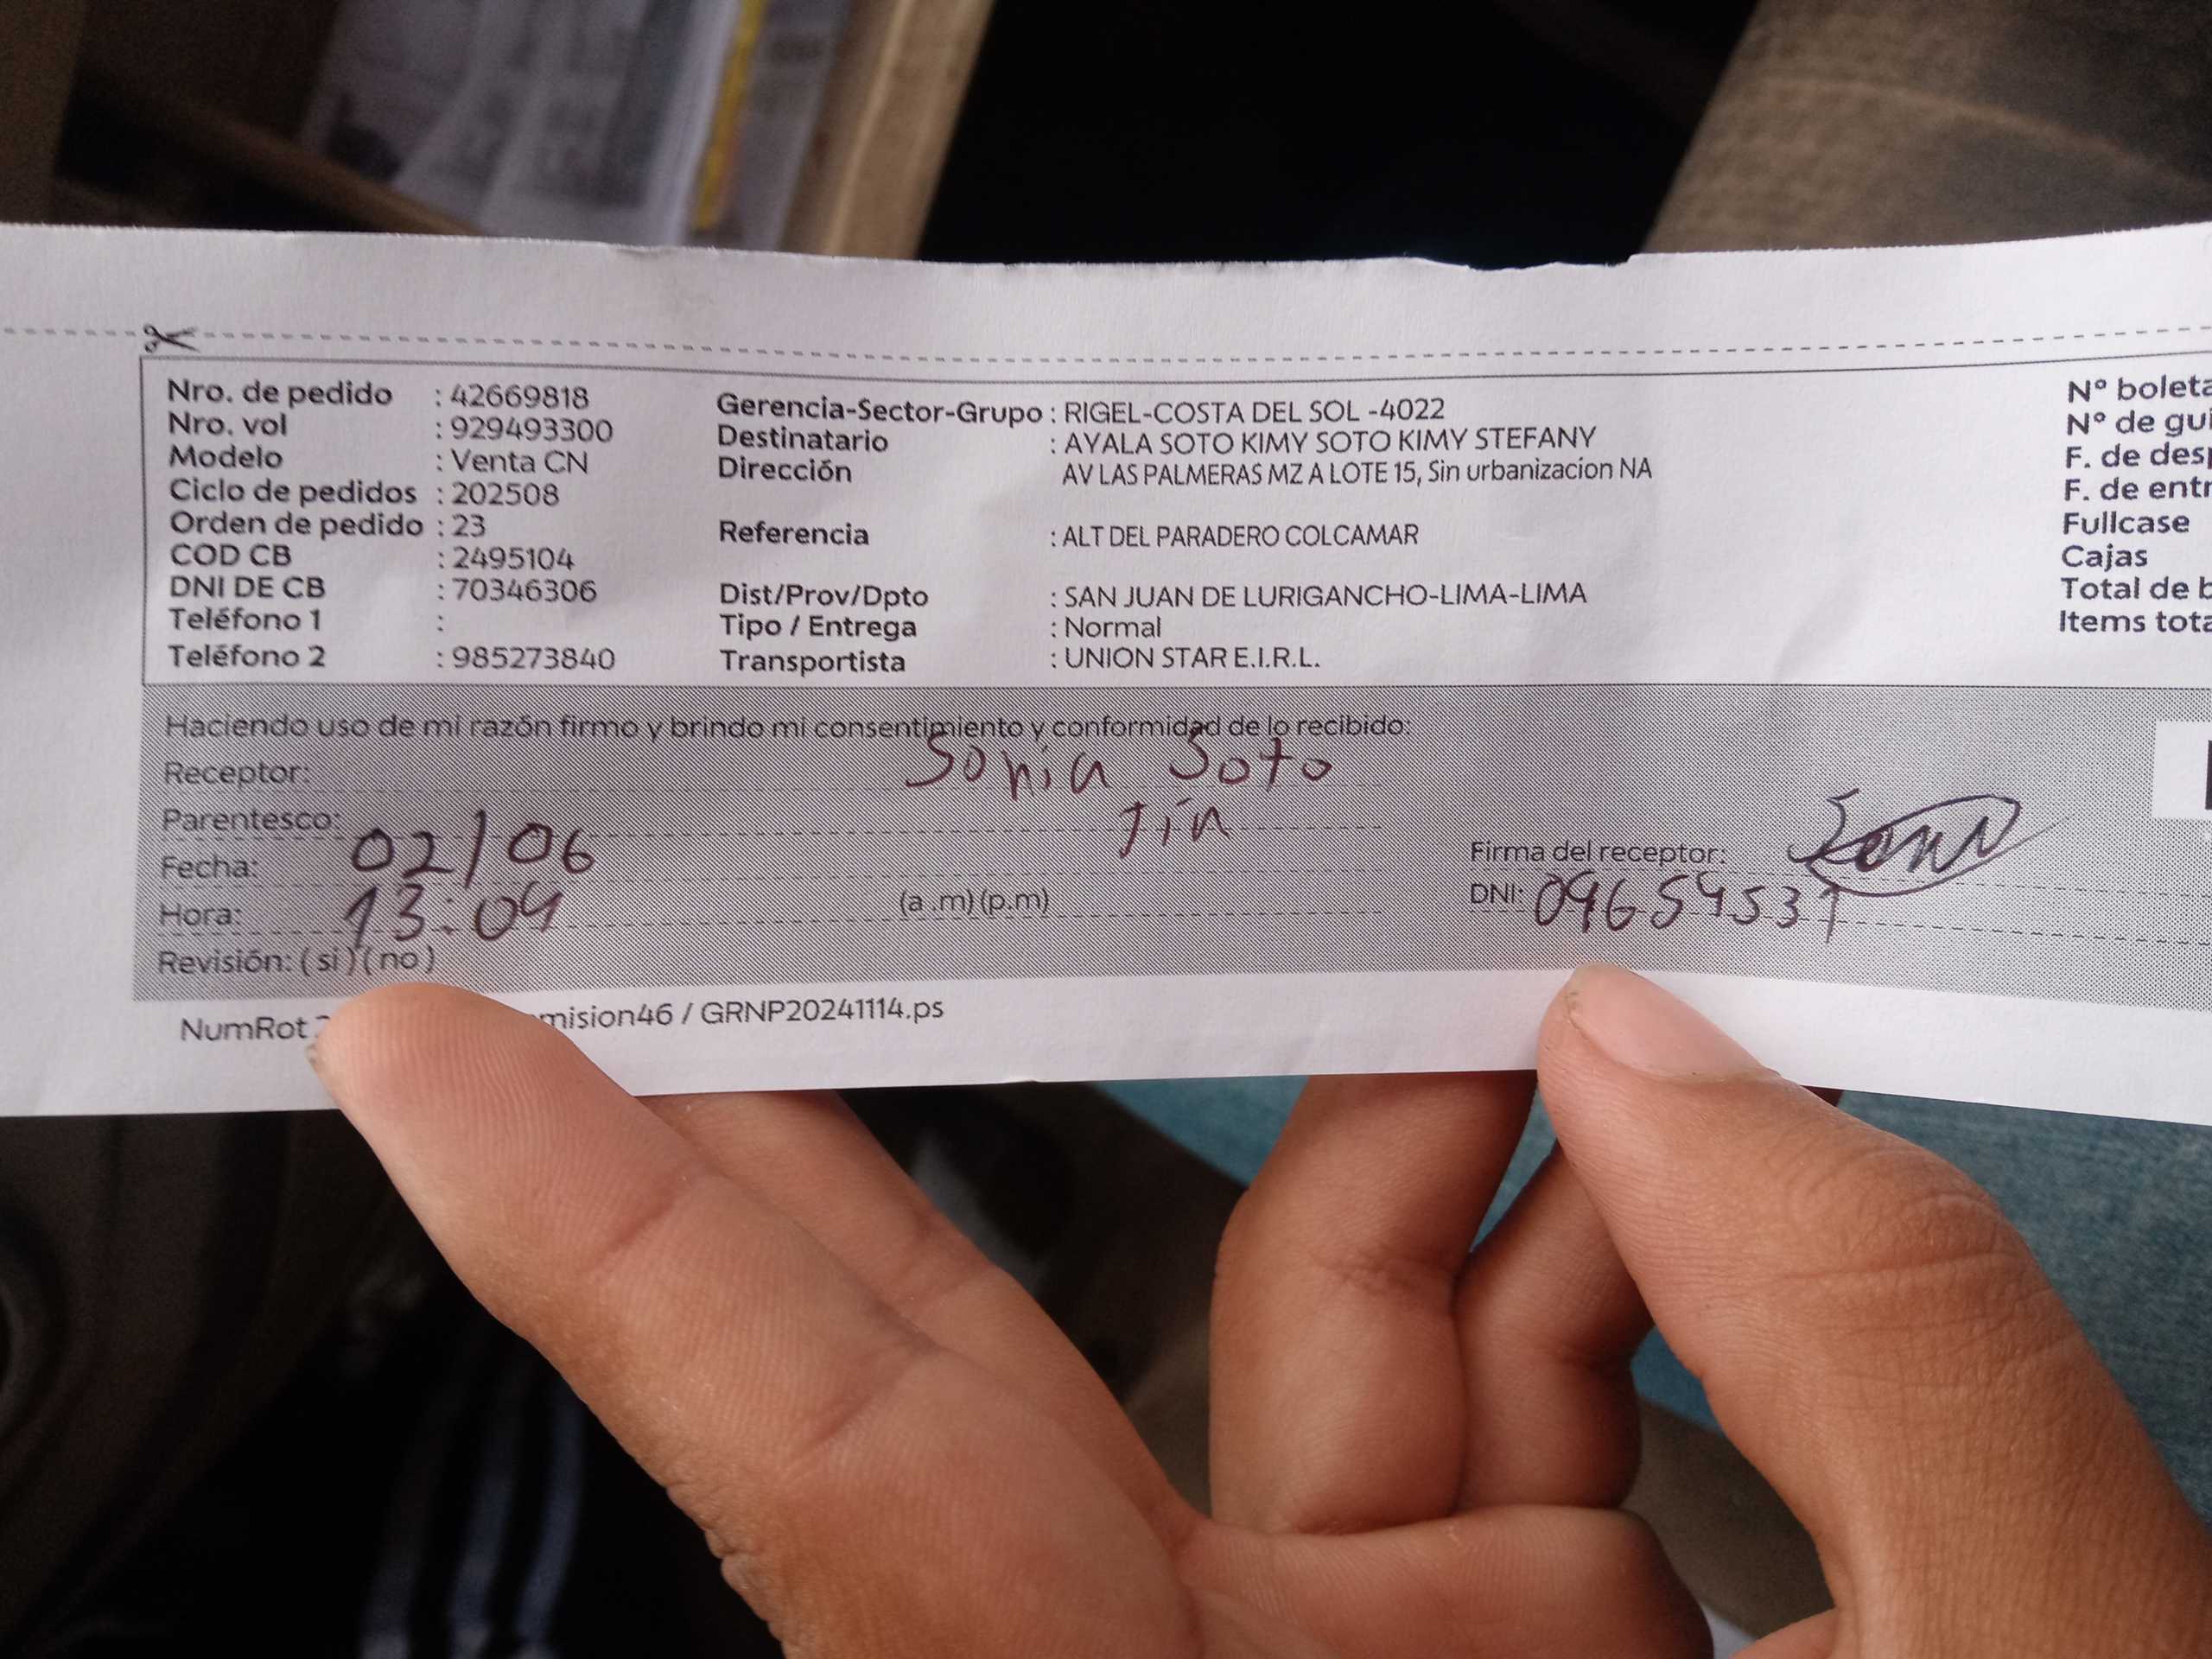 Nro. de pedido : 42669818
Nro. vol : 929493300
Modelo : Venta CN
Ciclo de pedidos : 202508
Orden de pedido : 23
COD CB : 2495104
DNI DE CB : 70346306
Teléfono 1 :
Teléfono 2 : 985273840
Gerencia-Sector-Grupo : RIGEL-COSTA DEL SOL -4022
Destinatario : AYALA SOTO KIMY SOTO KIMY STEFANY
Dirección AV LAS PALMERAS MZ A LOTE 15, Sin urbanizacion NA
Referencia : ALT DEL PARADERO COLCAMAR
Dist/Prov/Dpto : SAN JUAN DE LURIGANCHO-LIMA-LIMA
Tipo / Entrega : Normal
Transportista : UNION STAR E.I.R.L.
N° boleta
N° de gui
F. de desp
F. de entr
Fullcase
Cajas
Total de b
Items tota
Haciendo uso de mi razón firmo y brindo mi consentimiento y conformidad de lo recibido:
Receptor: Sonia Soto
Parentesco: Tia
Fecha: 02/06
Hora: 13:09 (a .m) (p.m)
Revisión: ( si ) ( no )
Firma del receptor:
DNI: 09659531
NumRot mision46 / GRNP20241114.ps